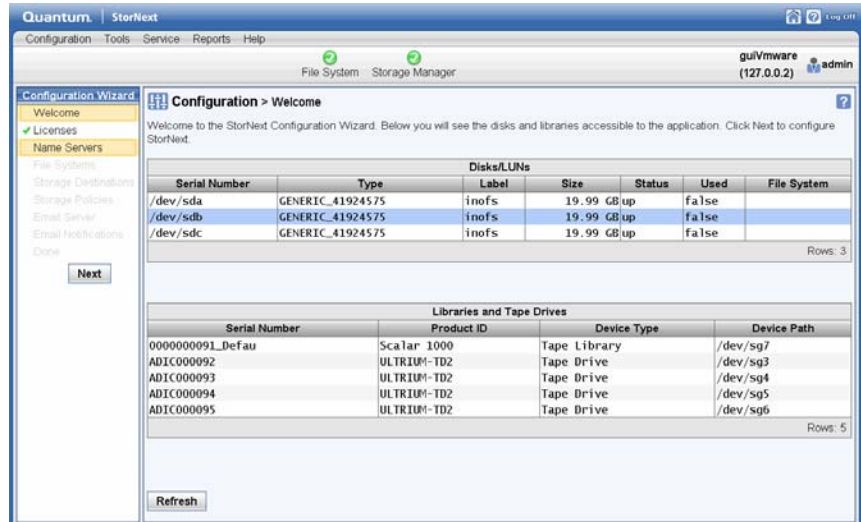 Quantum. StorNext
Log Off
Configuration Tools Service Reports Help
File System Storage Manager
guiVmware
(127.0.0.2)
admin
Configuration Wizard
Welcome
Licenses
Name Servers
File Systems
Storage Destinations
Storage Policies
Email Server
Email Notifications
Done
Next
Configuration > Welcome
?
Welcome to the StorNext Configuration Wizard. Below you will see the disks and libraries accessible to the application. Click Next to configure
StorNext.
Disks/LUNs
Serial Number Type Label Size Status Used File System
/dev/sda GENERIC_41924575 inofs 19.99 GB up false
/dev/sdb GENERIC_41924575 inofs 19.99 GB up false
/dev/sdc GENERIC_41924575 inofs 19.99 GB up false
Rows: 3
Libraries and Tape Drives
Serial Number Product ID Device Type Device Path
0000000091_Defau Scalar 1000 Tape Library /dev/sg7
ADIC000092 ULTRIUM-TD2 Tape Drive /dev/sg3
ADIC000093 ULTRIUM-TD2 Tape Drive /dev/sg4
ADIC000094 ULTRIUM-TD2 Tape Drive /dev/sg5
ADIC000095 ULTRIUM-TD2 Tape Drive /dev/sg6
Rows: 5
Refresh